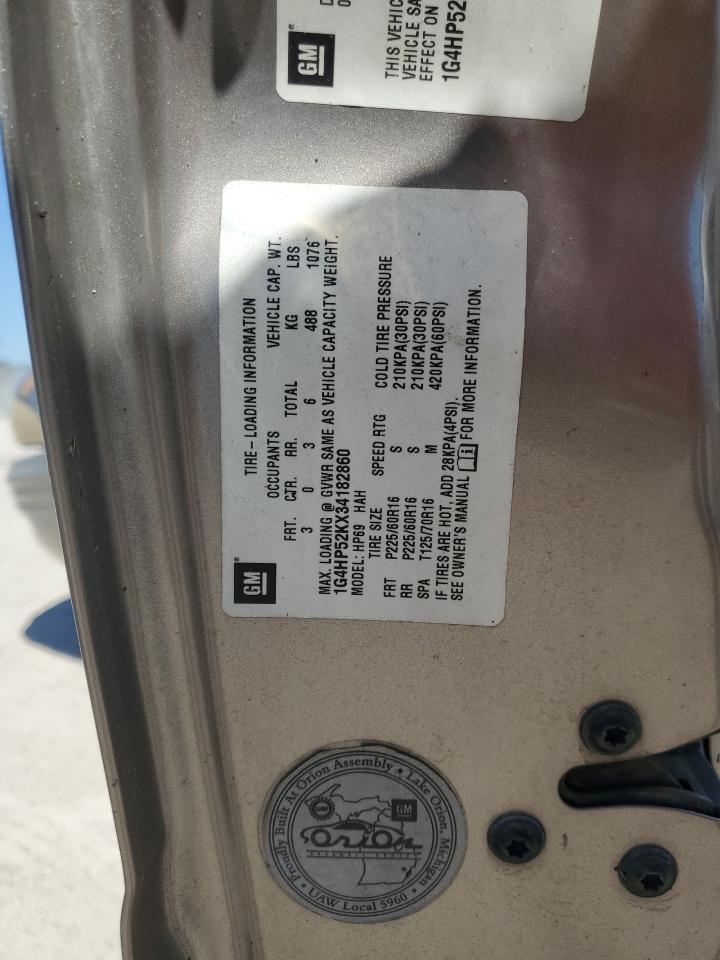 GM
TIRE-LOADING INFORMATION
OCCUPANTS VEHICLE CAP. WT.
FRT. CTR. RR. TOTAL KG LBS
3 0 3 6 488 1076
MAX. LOADING @ GVWR SAME AS VEHICLE CAPACITY WEIGHT.
1G4HP52KX34182860
MODEL: HP69 HAH
TIRE SIZE SPEED RTG COLD TIRE PRESSURE
FRT P225/60R16 S 210KPA(30PSI)
RR P225/60R16 S 210KPA(30PSI)
SPA T125/70R16 M 420KPA(60PSI)
IF TIRES ARE HOT, ADD 28KPA(4PSI).
SEE OWNER'S MANUAL FOR MORE INFORMATION.
GM
THIS VEHIC
VEHICLE SA
EFFECT ON
1G4HP52
Proudly Built At Orion Assembly • Lake Orion, Michigan
GM
Orion
• UAW Local 5960 •